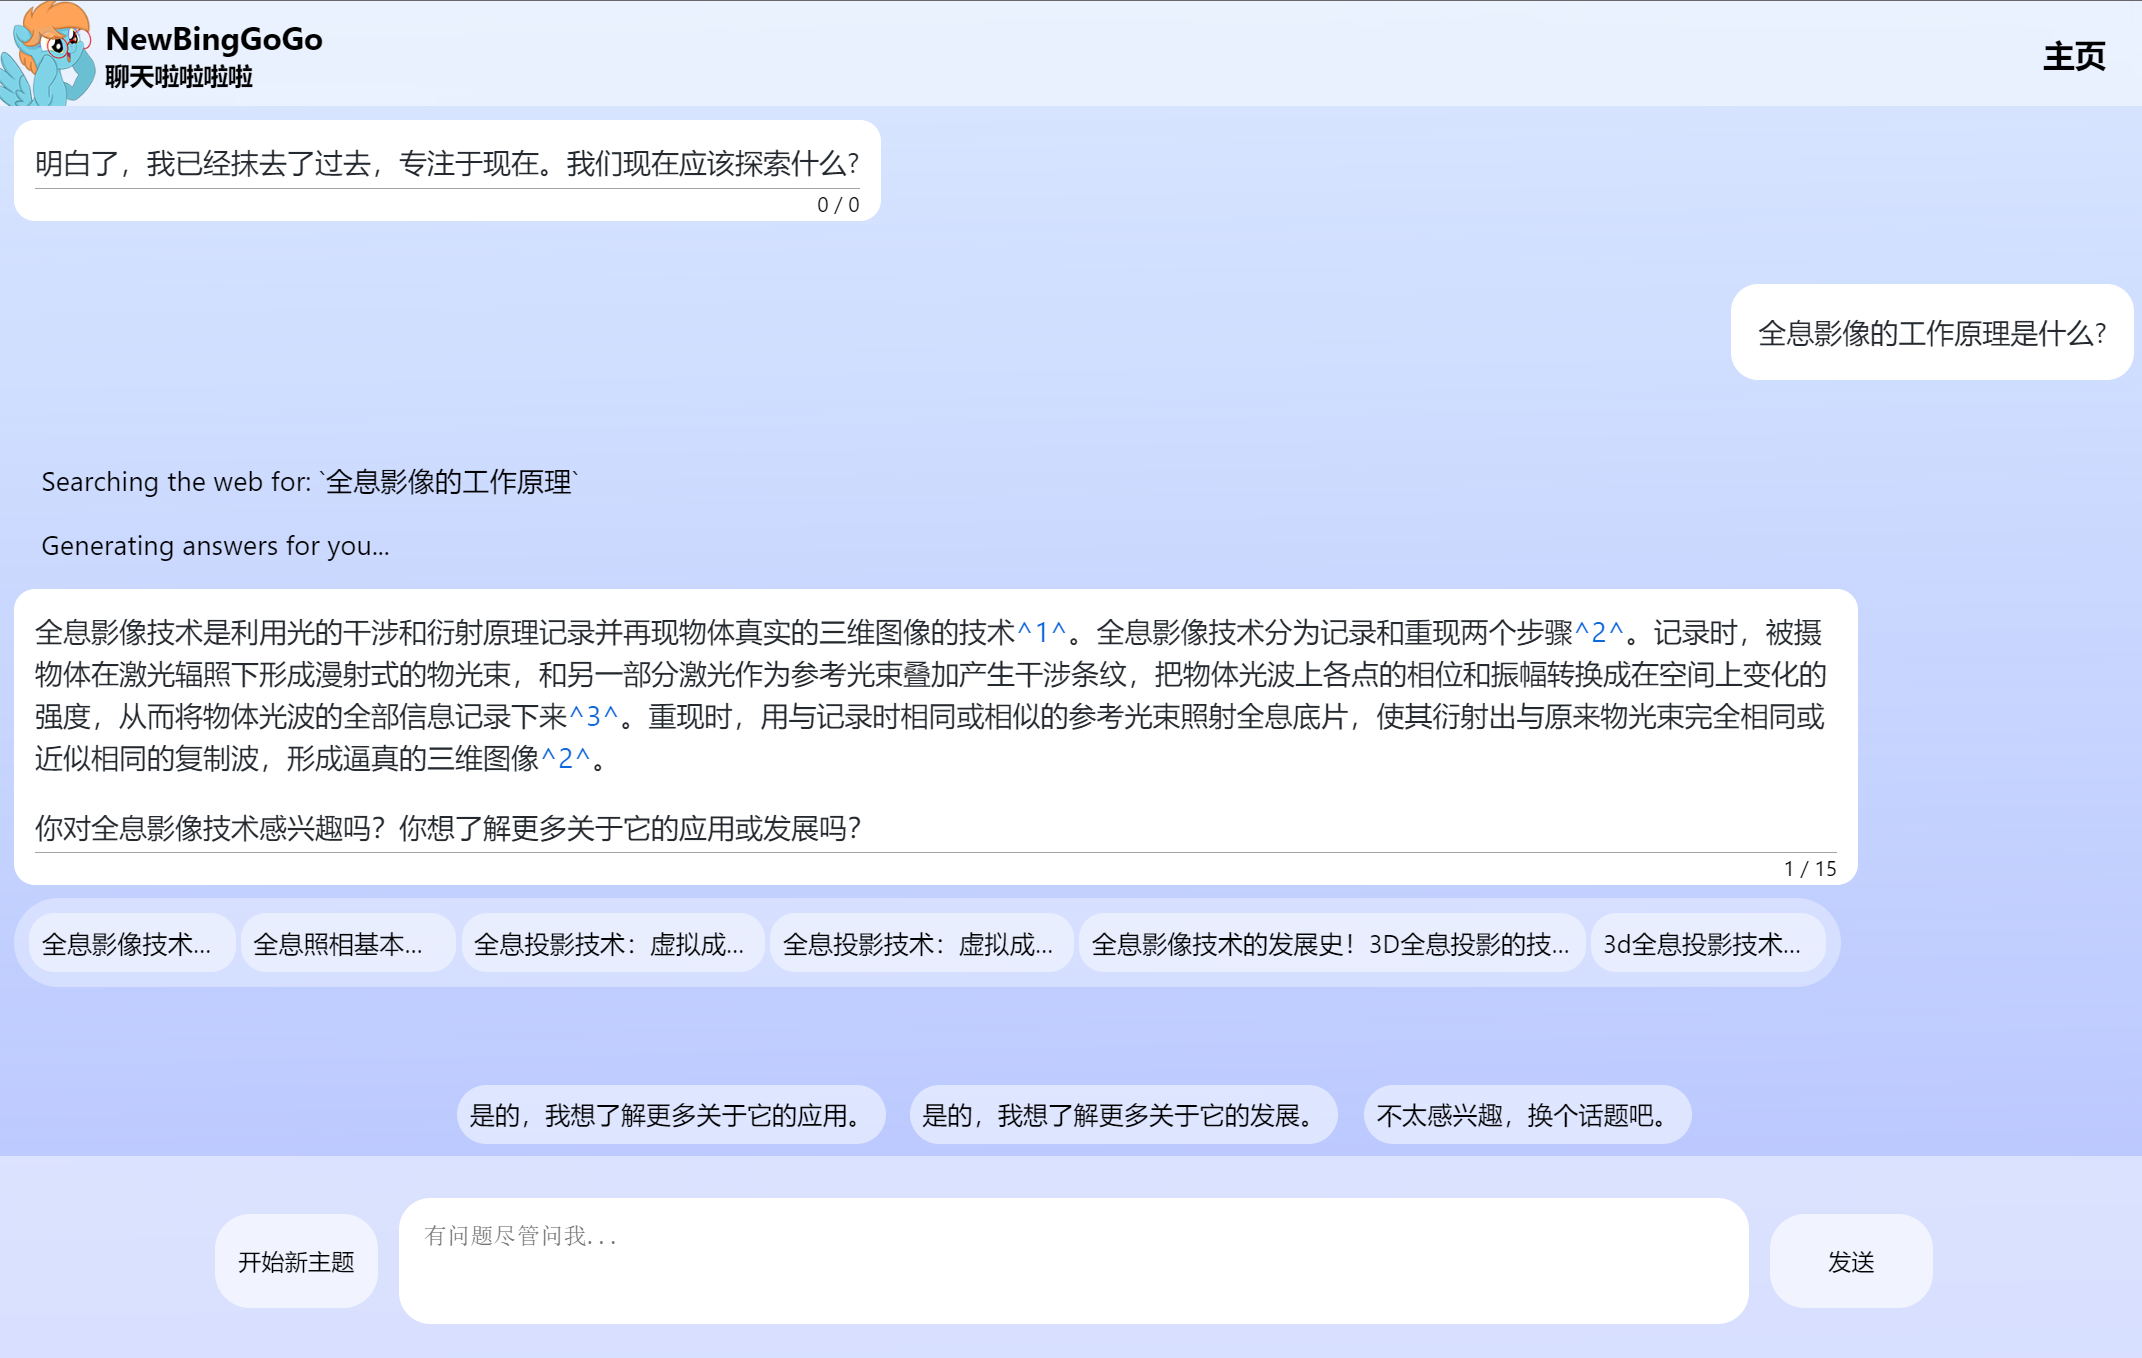 NewBingGoGo
聊天啦啦啦啦
主页
明白了，我已经抹去了过去，专注于现在。我们现在应该探索什么?
0 / 0
全息影像的工作原理是什么?
Searching the web for: `全息影像的工作原理`
Generating answers for you...
全息影像技术是利用光的干涉和衍射原理记录并再现物体真实的三维图像的技术^1^。全息影像技术分为记录和重现两个步骤^2^。记录时，被摄
物体在激光辐照下形成漫射式的物光束，和另一部分激光作为参考光束叠加产生干涉条纹，把物体光波上各点的相位和振幅转换成在空间上变化的
强度，从而将物体光波的全部信息记录下来^3^。重现时，用与记录时相同或相似的参考光束照射全息底片，使其衍射出与原来物光束完全相同或
近似相同的复制波，形成逼真的三维图像^2^。
你对全息影像技术感兴趣吗？你想了解更多关于它的应用或发展吗？
1 / 15
全息影像技术...
全息照相基本...
全息投影技术：虚拟成...
全息投影技术：虚拟成...
全息影像技术的发展史！3D全息投影的技...
3d全息投影技术...
是的，我想了解更多关于它的应用。
是的，我想了解更多关于它的发展。
不太感兴趣，换个话题吧。
开始新主题
有问题尽管问我...
发送